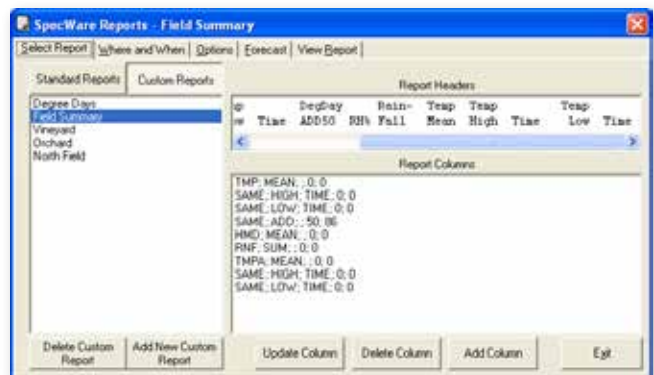 SpecWare Reports - Field Summary
Select Report Where and When Options Forecast View Report
Standard Reports Custom Reports
Degree Days
Field Summary
Vineyard
Orchard
North Field
Report Headers
DegDay Rain- Temp Temp Temp
Time ADD50 RH% Fall Mean High Time Low Time
Report Columns
TMP; MEAN; ; 0; 0
SAME; HIGH; TIME; 0; 0
SAME; LOW; TIME; 0; 0
SAME; ADD; ; 50; 86
HMD; MEAN; ; 0; 0
RNF; SUM; ; 0; 0
TMPA; MEAN; ; 0; 0
SAME; HIGH; TIME; 0; 0
SAME; LOW; TIME; 0; 0
Delete Custom Report Add New Custom Report Update Column Delete Column Add Column Exit